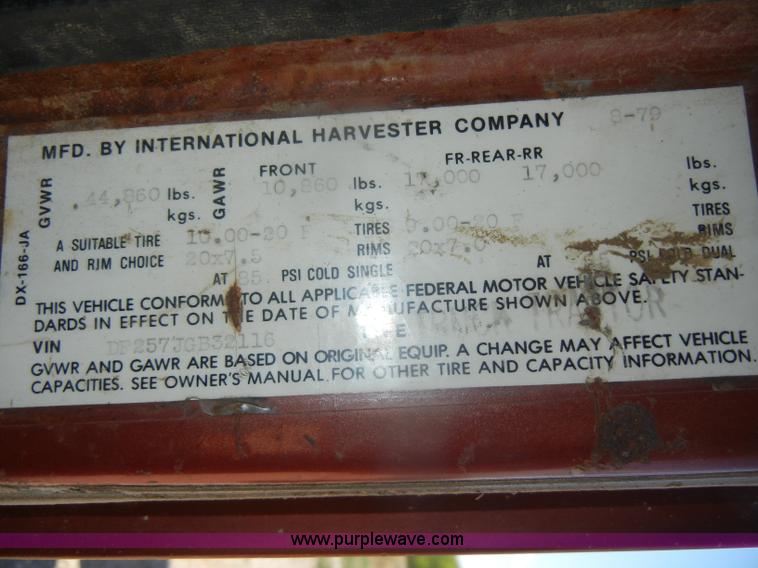 MFD. BY INTERNATIONAL HARVESTER COMPANY 8-79
GVWR 44,860 lbs. kgs.
GAWR FRONT 10,860 lbs. kgs.
FR-REAR-RR 17,000 17,000 lbs. kgs.
A SUITABLE TIRE 10.00-20 F TIRES 9.00-20 F TIRES
AND RIM CHOICE 20x7.5 RIMS 20x7.0 RIMS
AT 85. PSI COLD SINGLE AT PSI COLD DUAL
THIS VEHICLE CONFORMS TO ALL APPLICABLE FEDERAL MOTOR VEHICLE SAFETY STAN-
DARDS IN EFFECT ON THE DATE OF MANUFACTURE SHOWN ABOVE.
VIN DF257JGB32116 TRACTOR
GVWR AND GAWR ARE BASED ON ORIGINAL EQUIP. A CHANGE MAY AFFECT VEHICLE
CAPACITIES. SEE OWNER'S MANUAL FOR OTHER TIRE AND CAPACITY INFORMATION.
DX-166-JA
www.purplewave.com